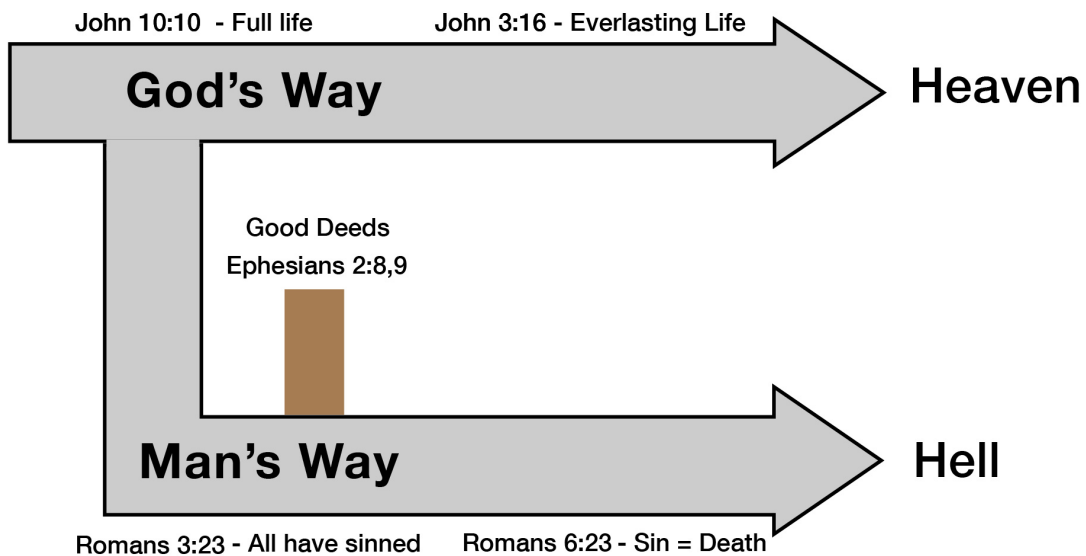 John 10:10 - Full life
John 3:16 - Everlasting Life
God's Way
Heaven
Good Deeds
Ephesians 2:8,9
Man's Way
Hell
Romans 3:23 - All have sinned
Romans 6:23 - Sin = Death